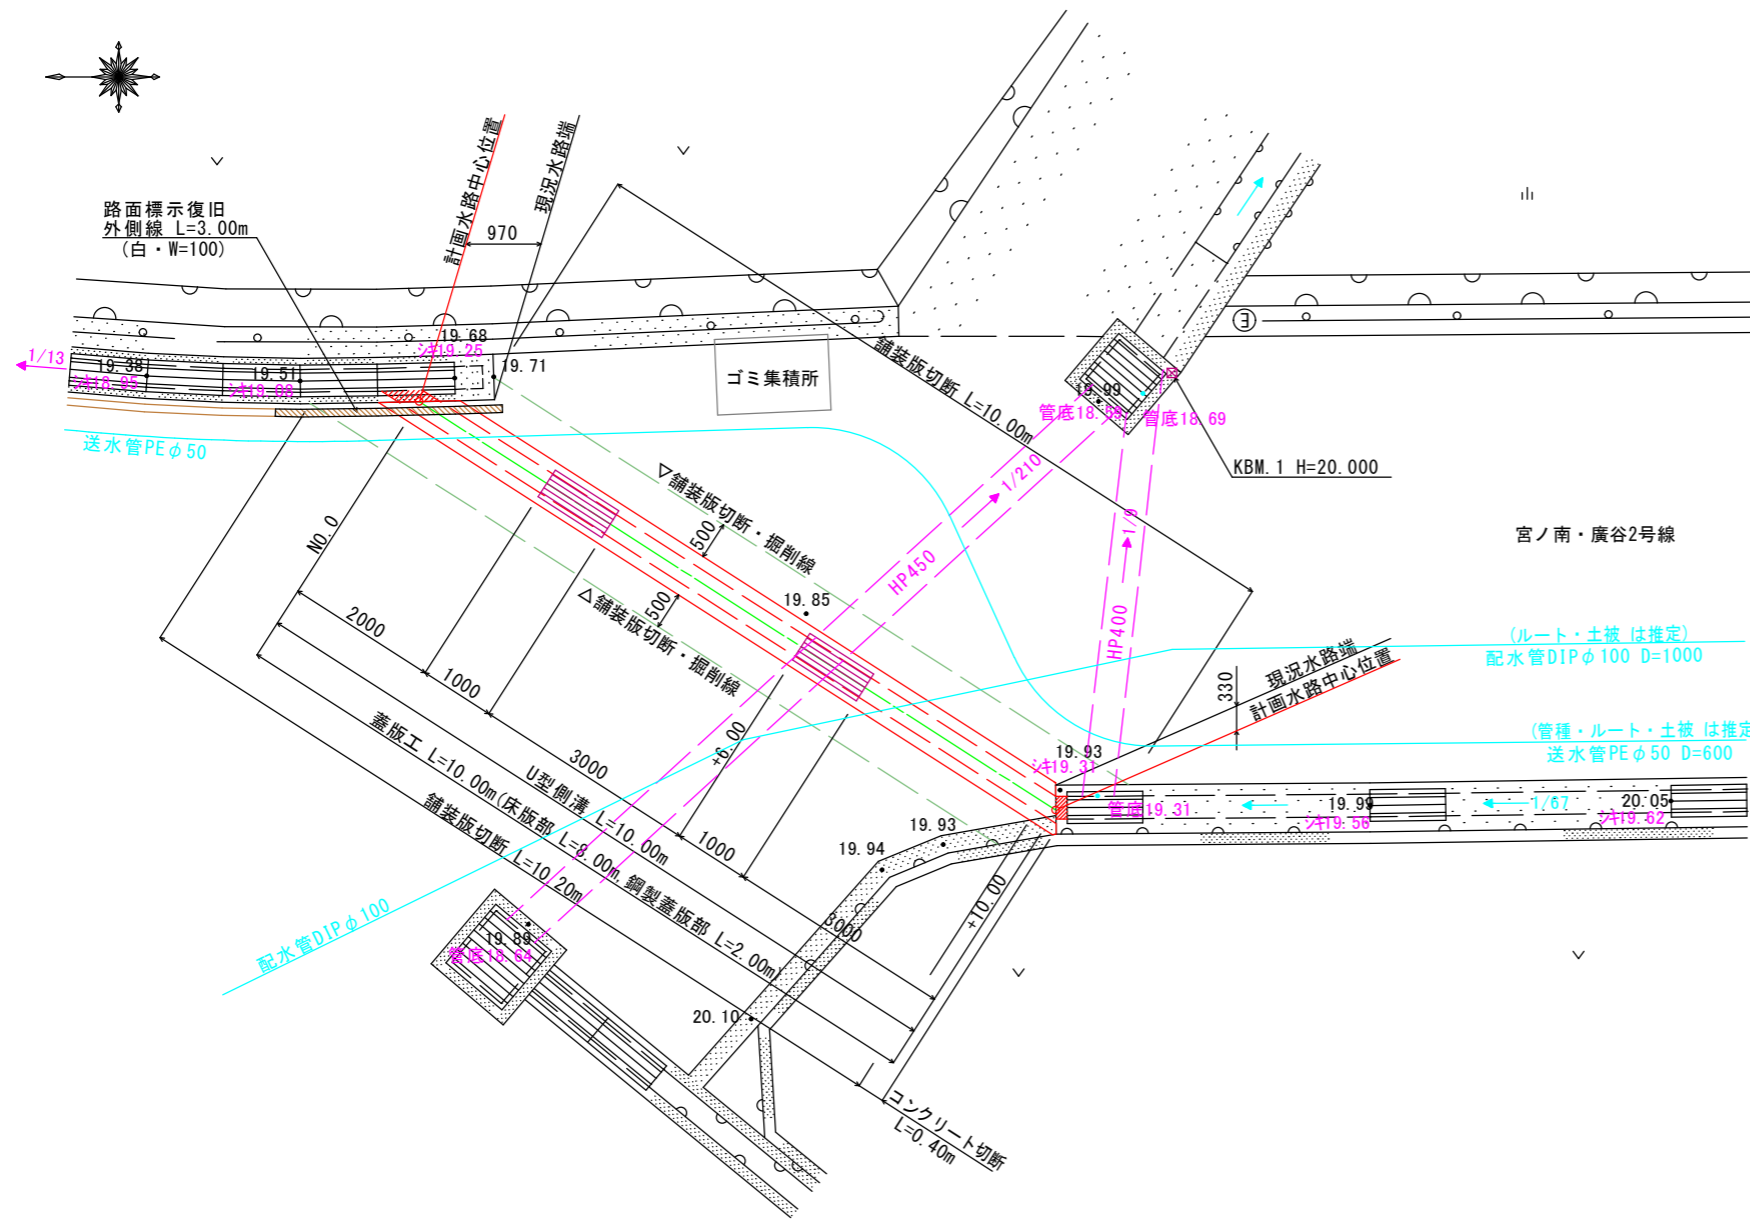 計画水路中心位置
現況水路端
970
路面標示復旧
外側線 L=3.00m
(白・W=100)
舗装版切断 L=10.00m
1/13
19.38
シキ18.95
19.51
シキ19.08
19.68
シキ19.25
19.71
ゴミ集積所
送水管PEφ50
19.99
管底18.59
管底18.69
KBM.1 H=20.000
宮ノ南・廣谷2号線
▽舗装版切断・掘削線
500
△舗装版切断・掘削線
500
19.85
HP450
1/210
HP400
1/9
NO.0
2000
1000
3000
+6.00
1000
3000
+10.00
蓋版工 L=10.00m(床版部 L=8.00m,鋼製蓋版部 L=2.00m)
U型側溝 L=10.00m
舗装版切断 L=10.20m
コンクリート切断
L=0.40m
(ルート・土被 は推定)
配水管DIPφ100 D=1000
現況水路端
計画水路中心位置
330
(管種・ルート・土被 は推定
送水管PEφ50 D=600
19.93
シキ19.31
管底19.31
19.99
シキ19.56
1/67
20.05
シキ19.62
19.93
19.94
配水管DIPφ100
19.89
管底18.64
20.10